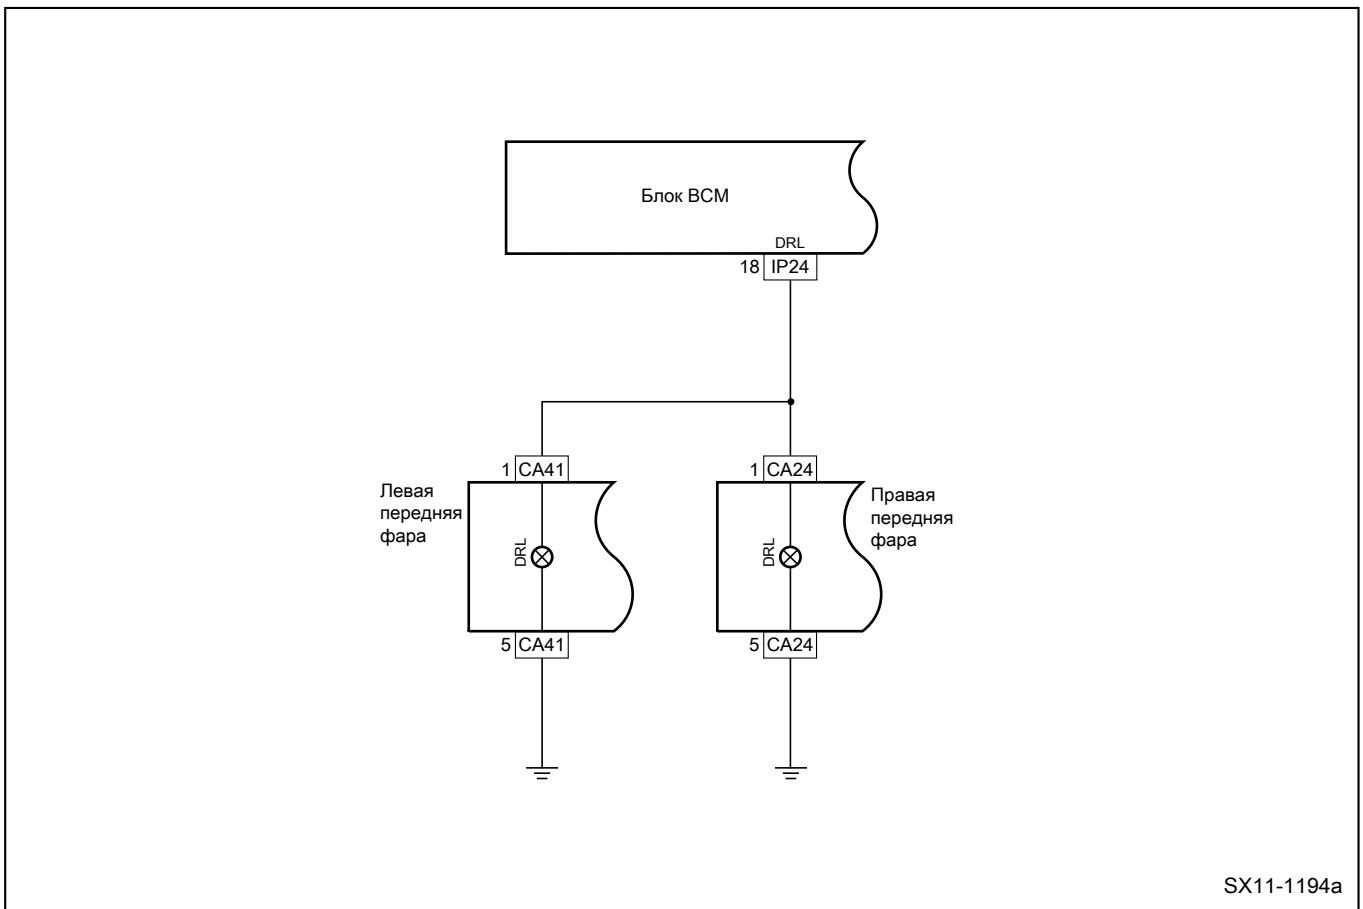 Блок BCM
DRL
18 IP24
1 CA41
1 CA24
Левая
передняя
фара
DRL
DRL
Правая
передняя
фара
5 CA41
5 CA24
SX11-1194a